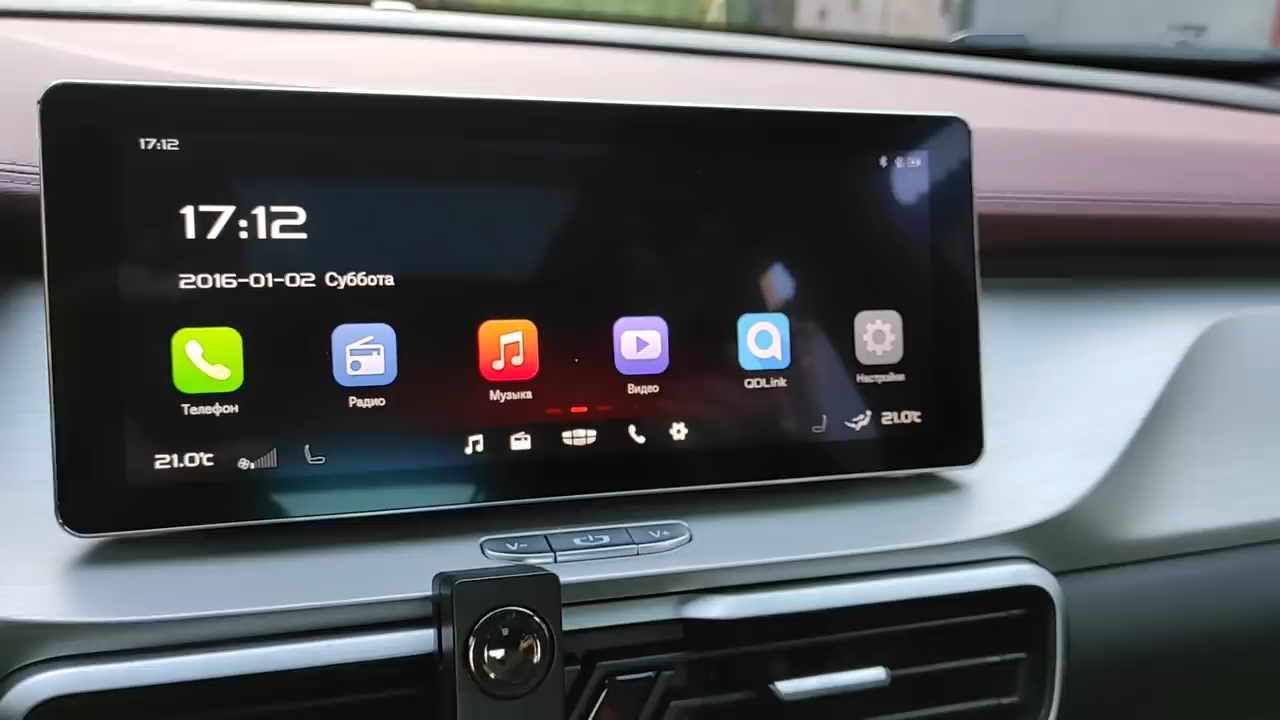 17:12
17:12
2016-01-02 Суббота
Телефон
Радио
Музыка
Видео
QDLink
Настройки
21.0℃
21.0℃
V-
V+